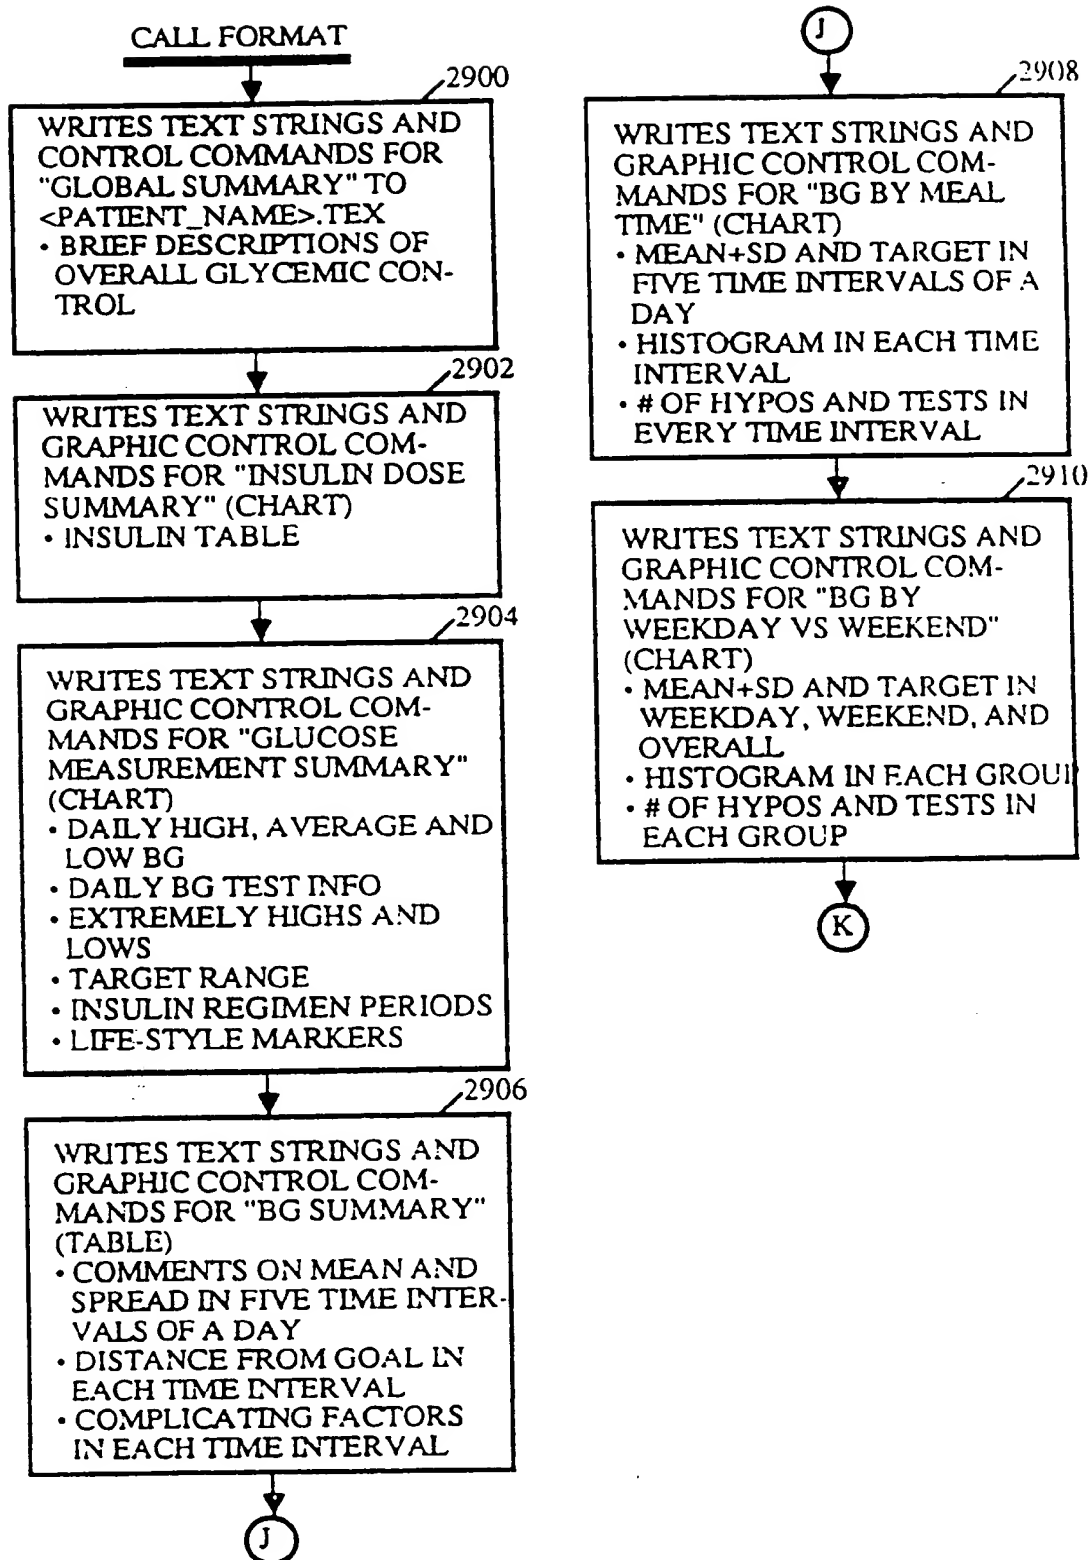 CALL FORMAT
2900
WRITES TEXT STRINGS AND
CONTROL COMMANDS FOR
"GLOBAL SUMMARY" TO
<PATIENT_NAME>.TEX
• BRIEF DESCRIPTIONS OF
OVERALL GLYCEMIC CON-
TROL
2902
WRITES TEXT STRINGS AND
GRAPHIC CONTROL COM-
MANDS FOR "INSULIN DOSE
SUMMARY" (CHART)
• INSULIN TABLE
2904
WRITES TEXT STRINGS AND
GRAPHIC CONTROL COM-
MANDS FOR "GLUCOSE
MEASUREMENT SUMMARY"
(CHART)
• DAILY HIGH, AVERAGE AND
LOW BG
• DAILY BG TEST INFO
• EXTREMELY HIGHS AND
LOWS
• TARGET RANGE
• INSULIN REGIMEN PERIODS
• LIFE-STYLE MARKERS
2906
WRITES TEXT STRINGS AND
GRAPHIC CONTROL COM-
MANDS FOR "BG SUMMARY"
(TABLE)
• COMMENTS ON MEAN AND
SPREAD IN FIVE TIME INTER-
VALS OF A DAY
• DISTANCE FROM GOAL IN
EACH TIME INTERVAL
• COMPLICATING FACTORS
IN EACH TIME INTERVAL
J
J
2908
WRITES TEXT STRINGS AND
GRAPHIC CONTROL COM-
MANDS FOR "BG BY MEAL
TIME" (CHART)
• MEAN+SD AND TARGET IN
FIVE TIME INTERVALS OF A
DAY
• HISTOGRAM IN EACH TIME
INTERVAL
• # OF HYPOS AND TESTS IN
EVERY TIME INTERVAL
2910
WRITES TEXT STRINGS AND
GRAPHIC CONTROL COM-
MANDS FOR "BG BY
WEEKDAY VS WEEKEND"
(CHART)
• MEAN+SD AND TARGET IN
WEEKDAY, WEEKEND, AND
OVERALL
• HISTOGRAM IN EACH GROUP
• # OF HYPOS AND TESTS IN
EACH GROUP
K